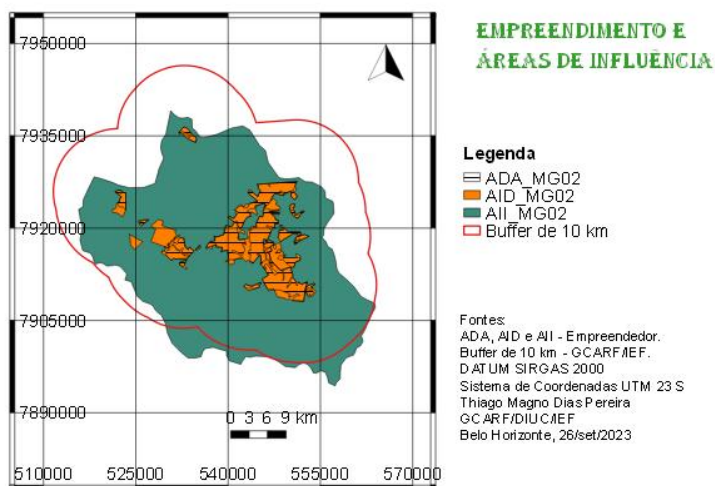 EMPREENDIMENTO E
ÁREAS DE INFLUÊNCIA
7950000
7935000
7920000
7905000
7890000
0 3 6 9 km
510000 525000 540000 555000 570000
Legenda
ADA_MG02
AID_MG02
AII_MG02
Buffer de 10 km
Fontes:
ADA, AID e AII - Empreendedor.
Buffer de 10 km - GCARF/IEF.
DATUM SIRGAS 2000
Sistema de Coordenadas UTM 23 S
Thiago Magno Dias Pereira
GCARF/DIUC/IEF
Belo Horizonte, 26/set/2023